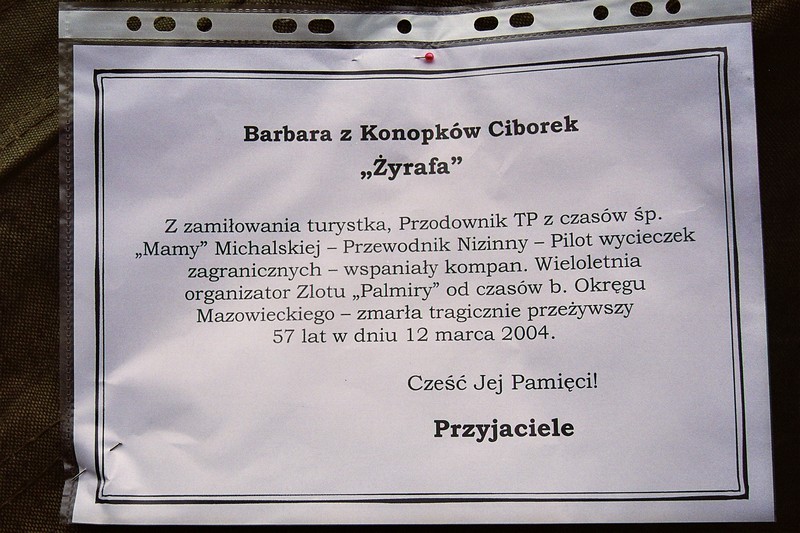 Barbara z Konopków Ciborek
„Żyrafa”
Z zamiłowania turystka, Przodownik TP z czasów śp.
„Mamy” Michalskiej – Przewodnik Nizinny – Pilot wycieczek
zagranicznych – wspaniały kompan. Wieloletnia
organizator Zlotu „Palmiry” od czasów b. Okręgu
Mazowieckiego – zmarła tragicznie przeżywszy
57 lat w dniu 12 marca 2004.
Cześć Jej Pamięci!
Przyjaciele